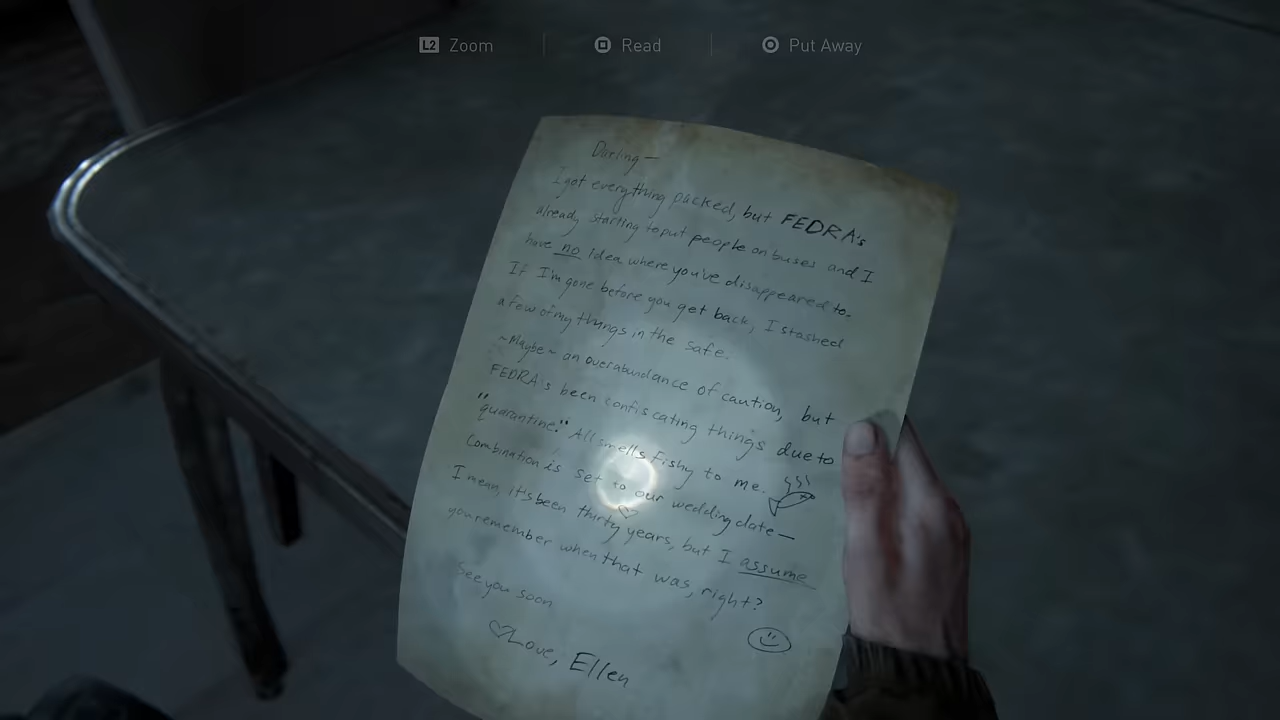 L2 Zoom | Read | Put Away
Darling—
I got everything packed, but FEDRA's
already starting to put people on buses and I
have no idea where you've disappeared to.
If I'm gone before you get back, I stashed
a few of my things in the safe.
~Maybe~ an overabundance of caution, but
FEDRA's been confiscating things due to
"quarantine." All smells fishy to me.
Combination is set to our wedding date—
I mean, it's been thirty years, but I assume
you remember when that was, right?
See you soon
Love, Ellen